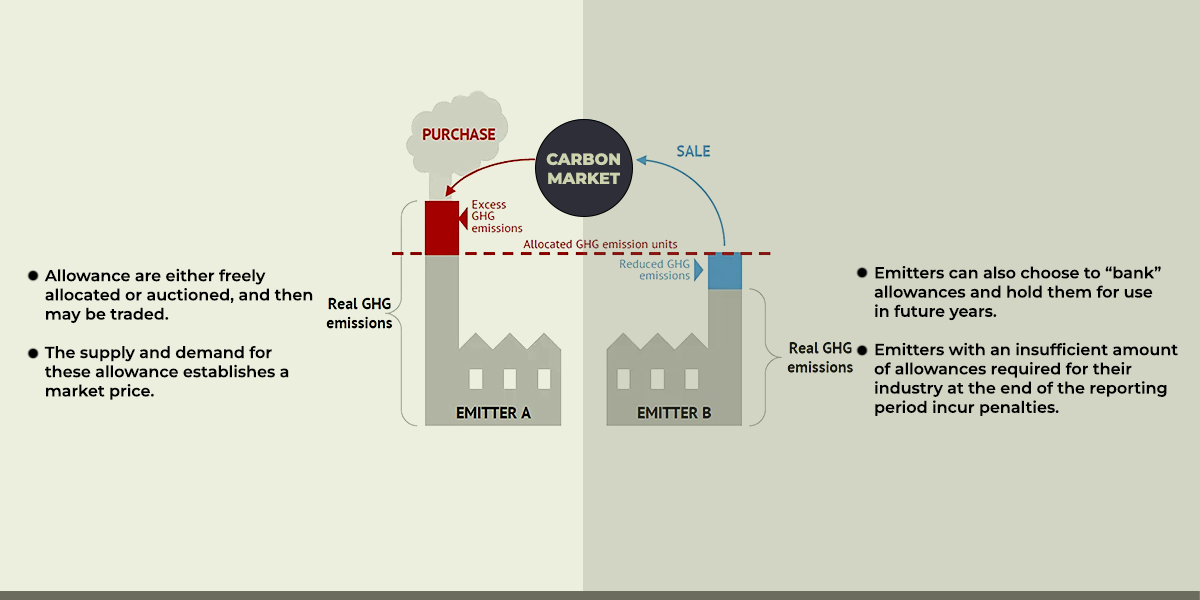 PURCHASE
CARBON
MARKET
SALE
Excess
GHG
emissions
Allocated GHG emission units
Reduced GHG
emissions
● Allowance are either freely
allocated or auctioned, and then
may be traded.
● The supply and demand for
these allowance establishes a
market price.
Real GHG
emissions
EMITTER A
EMITTER B
Real GHG
emissions
● Emitters can also choose to “bank”
allowances and hold them for use
in future years.
● Emitters with an insufficient amount
of allowances required for their
industry at the end of the reporting
period incur penalties.